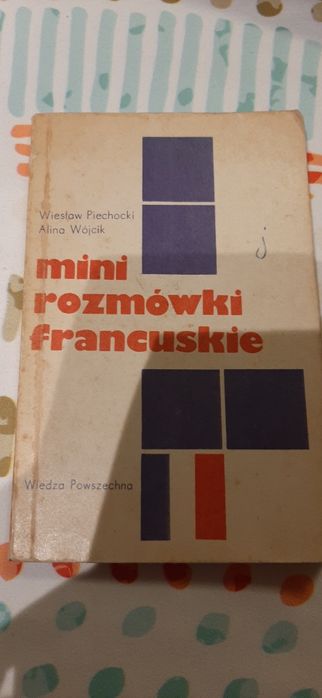 Wiesław Piechocki
Alina Wójcik
j
mini
rozmówki
francuskie
Wiedza Powszechna